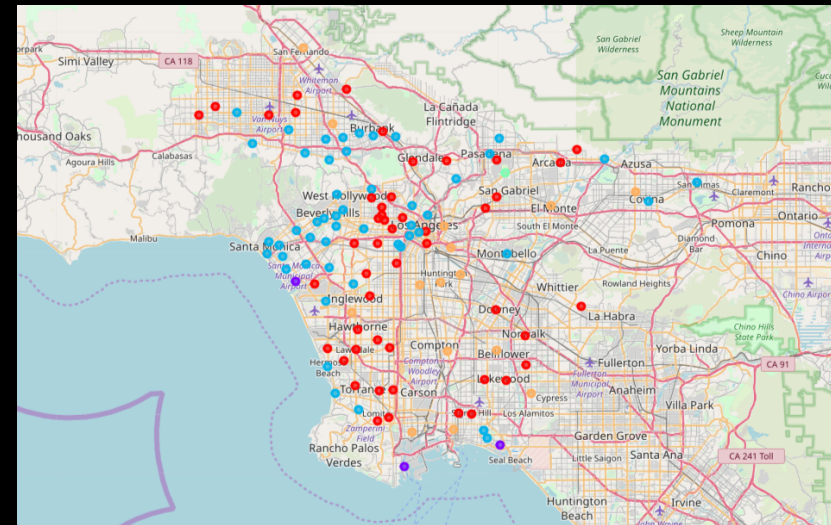 San Gabriel
Wilderness
Sheep Mountain
Wilderness
San Fernando
Simi Valley
CA 118
Whiteman
Airport
San Gabriel
Mountains
National
Monument
La Cañada
Flintridge
Van Nuys
Airport
Burbank
housand Oaks
Agoura Hills
Calabasas
Glendale
Pasadena
Arcadia
Azusa
San Dimas
Claremont
Rancho
West Hollywood
San Gabriel
Covina
Beverly Hills
El Monte
Ontario
Pomona
Los Angeles
South El Monte
Malibu
Santa Monica
Montebello
La Puente
Diamond
Bar
Chino
Santa Monica
Municipal
Airport
Huntington
Park
Rowland Heights
Whittier
China Airport
Inglewood
Downey
La Habra
Hawthorne
Norwalk
Chino Hills
State Park
Lawndale
Compton
Bellflower
Yorba Linda
Hermosa
Beach
Compton
Woodley
Airport
Fullerton
CA 91
Fullerton
Municipal
Airport
Lakewood
Anaheim
Torrance
Carson
Cypress
Villa Park
Lomita
Signal Hill
Los Alamitos
Zamperini
Field
Garden Grove
Rancho Palos
Verdes
Seal Beach
Little Saigon
Santa Ana
CA 241 Toll
Huntington
Beach
Irvine
John Wayne